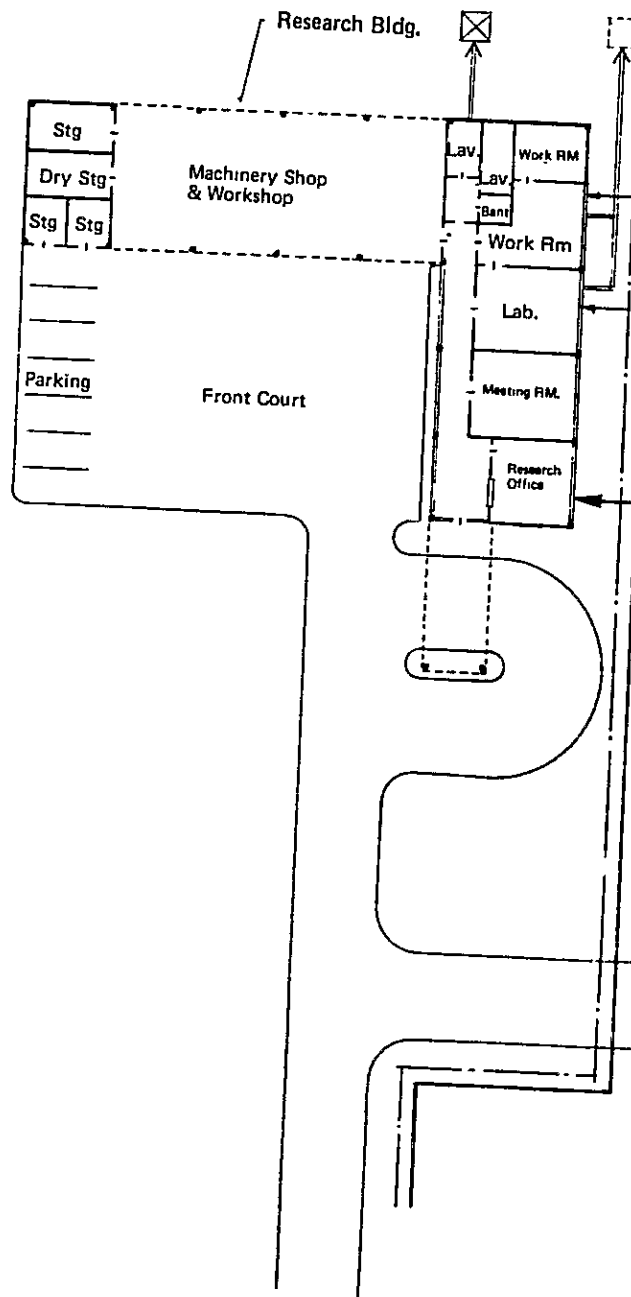 Research Bldg.
Stg
Dry Stg
Stg Stg
Machinery Shop
& Workshop
Lav.
Lav.
Bant
Work RM
Work Rm
Lab.
Meeting RM.
Research
Office
Parking
Front Court